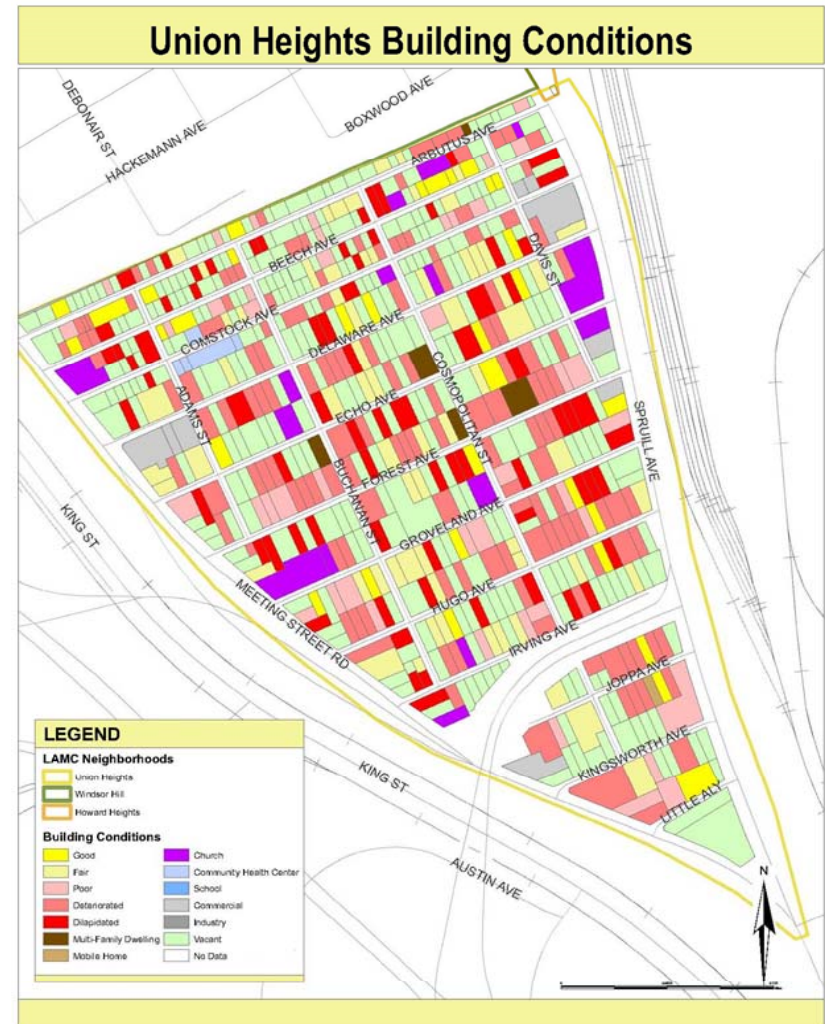 Union Heights Building Conditions
DEBONAIR ST
HACKEMANN AVE
BOXWOOD AVE
ARBUTUS AVE
BEECH AVE
DAVIS ST
COMSTOCK AVE
DELAWARE AVE
ADAMS ST
COSMOPOLITAN ST
ECHO AVE
SPRUILL AVE
FOREST AVE
BUCHANAN ST
KING ST
GROVELAND AVE
MEETING STREET RD
HUGO AVE
IRVING AVE
JOPPA AVE
KINGSWORTH AVE
LITTLE ALY
KING ST
AUSTIN AVE
N
LEGEND
LAMC Neighborhoods
Union Heights
Windsor Hill
Howard Heights
Building Conditions
Good
Fair
Poor
Deteriorated
Dilapidated
Multi-Family Dwelling
Mobile Home
Church
Community Health Center
School
Commercial
Industry
Vacant
No Data